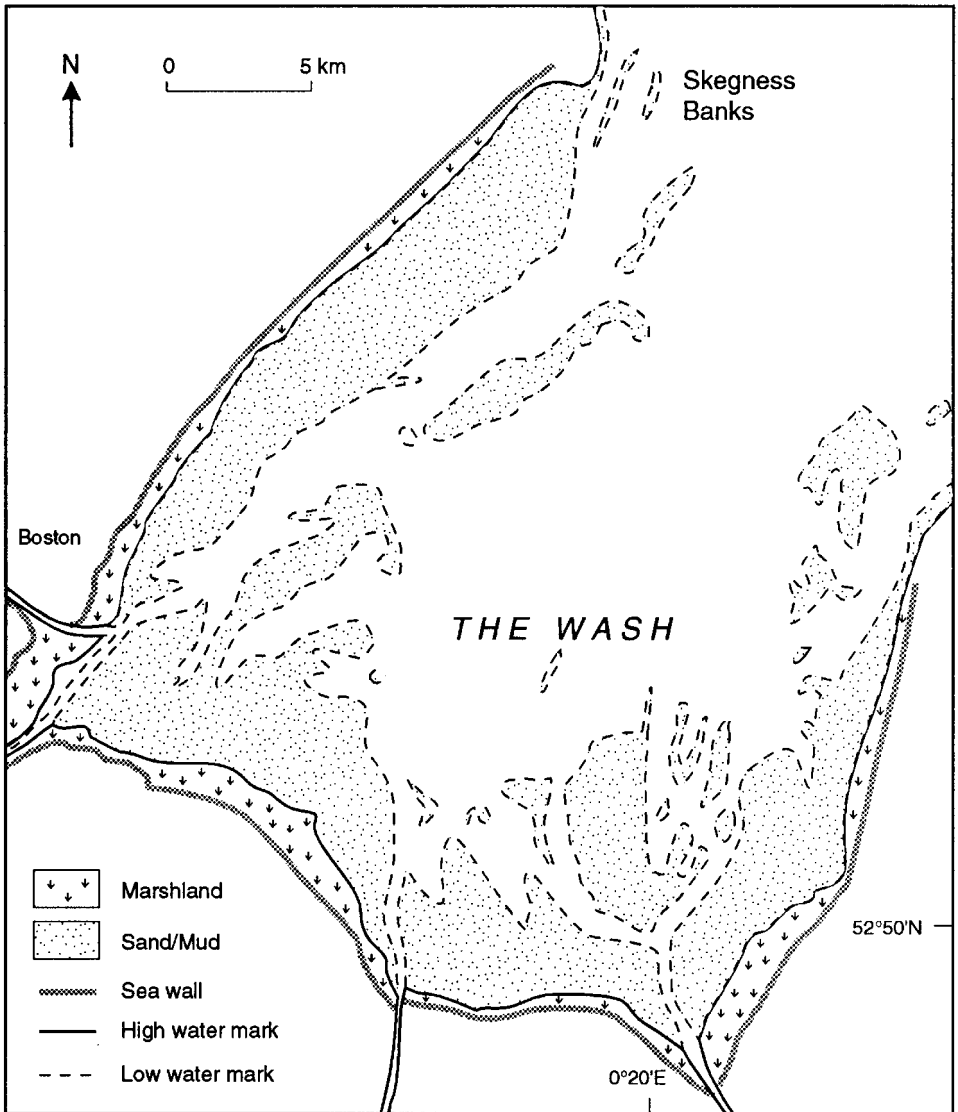 N
0 5 km
Skegness
Banks
Boston
THE WASH
Marshland
Sand/Mud
Sea wall
High water mark
Low water mark
52°50'N
0°20'E